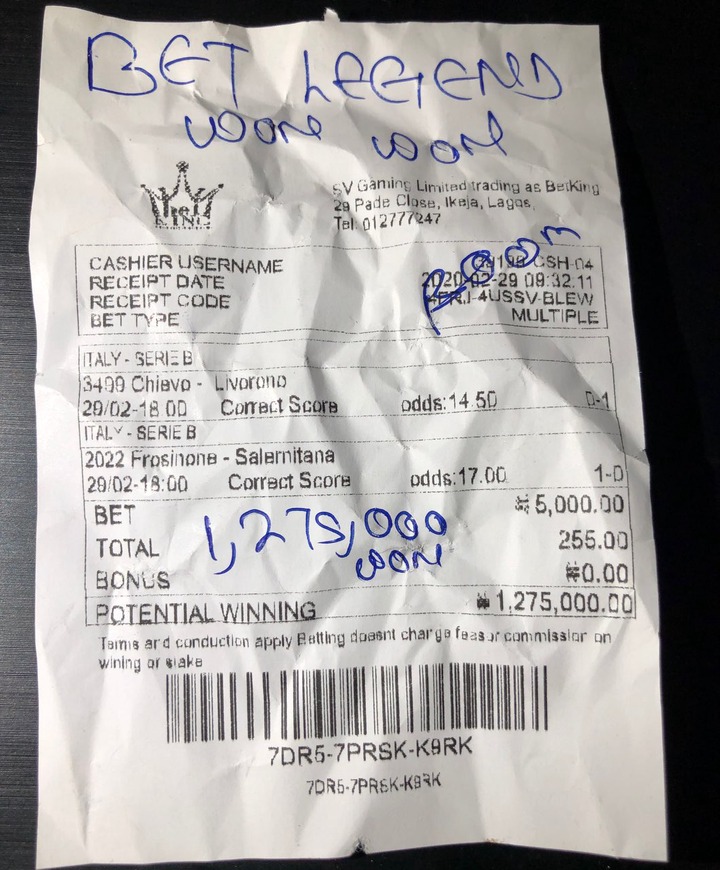 BET LEGEND
WON WON
BET
KING
SV Gaming Limited trading as BetKing
29 Pade Close, Ikeja, Lagos,
Tel. 012777247
CASHIER USERNAME CSH-04
RECEIPT DATE 2020-02-29 09:32.11
RECEIPT CODE -4USSV-BLEW
BET TYPE MULTIPLE
ITALY - SERIE B
3499 Chievo - Livorono
29/02-18 00 Correct Score odds:14.50 0-1
ITALY - SERIE B
2022 Frosinone - Salernitana
29/02-18:00 Correct Score odds:17.00 1-0
BET ₦ 5,000.00
1,275,000
TOTAL 255.00
WON
BONUS ₦0.00
POTENTIAL WINNING ₦ 1,275,000.00
Tems and conduction apply Betting doesnt charge fees or commission on
wining or stake
7DR5-7PRSK-K9RK
7DR5-7PRSK-K9RK